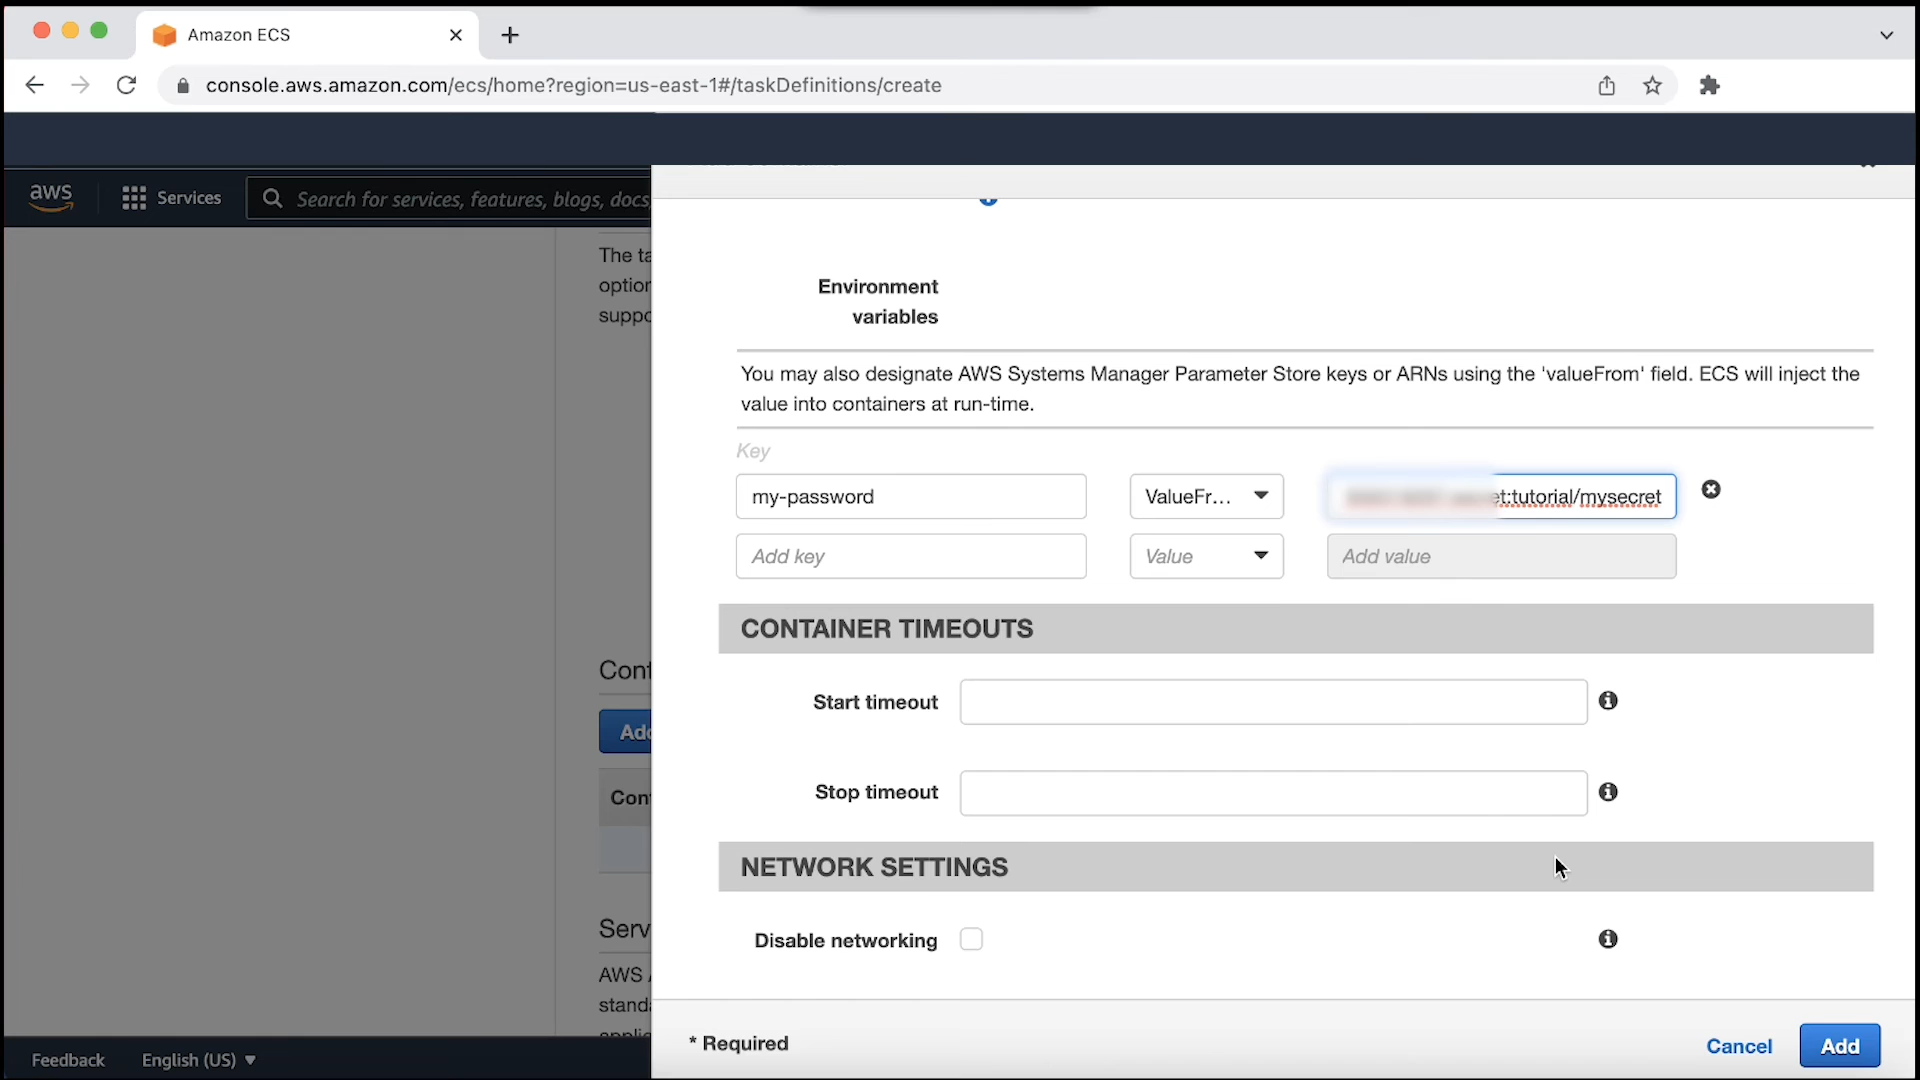 Amazon ECS
console.aws.amazon.com/ecs/home?region=us-east-1#/taskDefinitions/create
aws
Services
Search for services, features, blogs, docs,
The ta
option
suppo
Environment
variables
You may also designate AWS Systems Manager Parameter Store keys or ARNs using the 'valueFrom' field. ECS will inject the
value into containers at run-time.
Key
my-password
ValueFr...
et:tutorial/mysecret
Add key
Value
Add value
CONTAINER TIMEOUTS
Cont
Start timeout
Add
Stop timeout
Con
NETWORK SETTINGS
Serv
Disable networking
AWS
standa
* Required
Cancel
Add
Feedback
English (US)